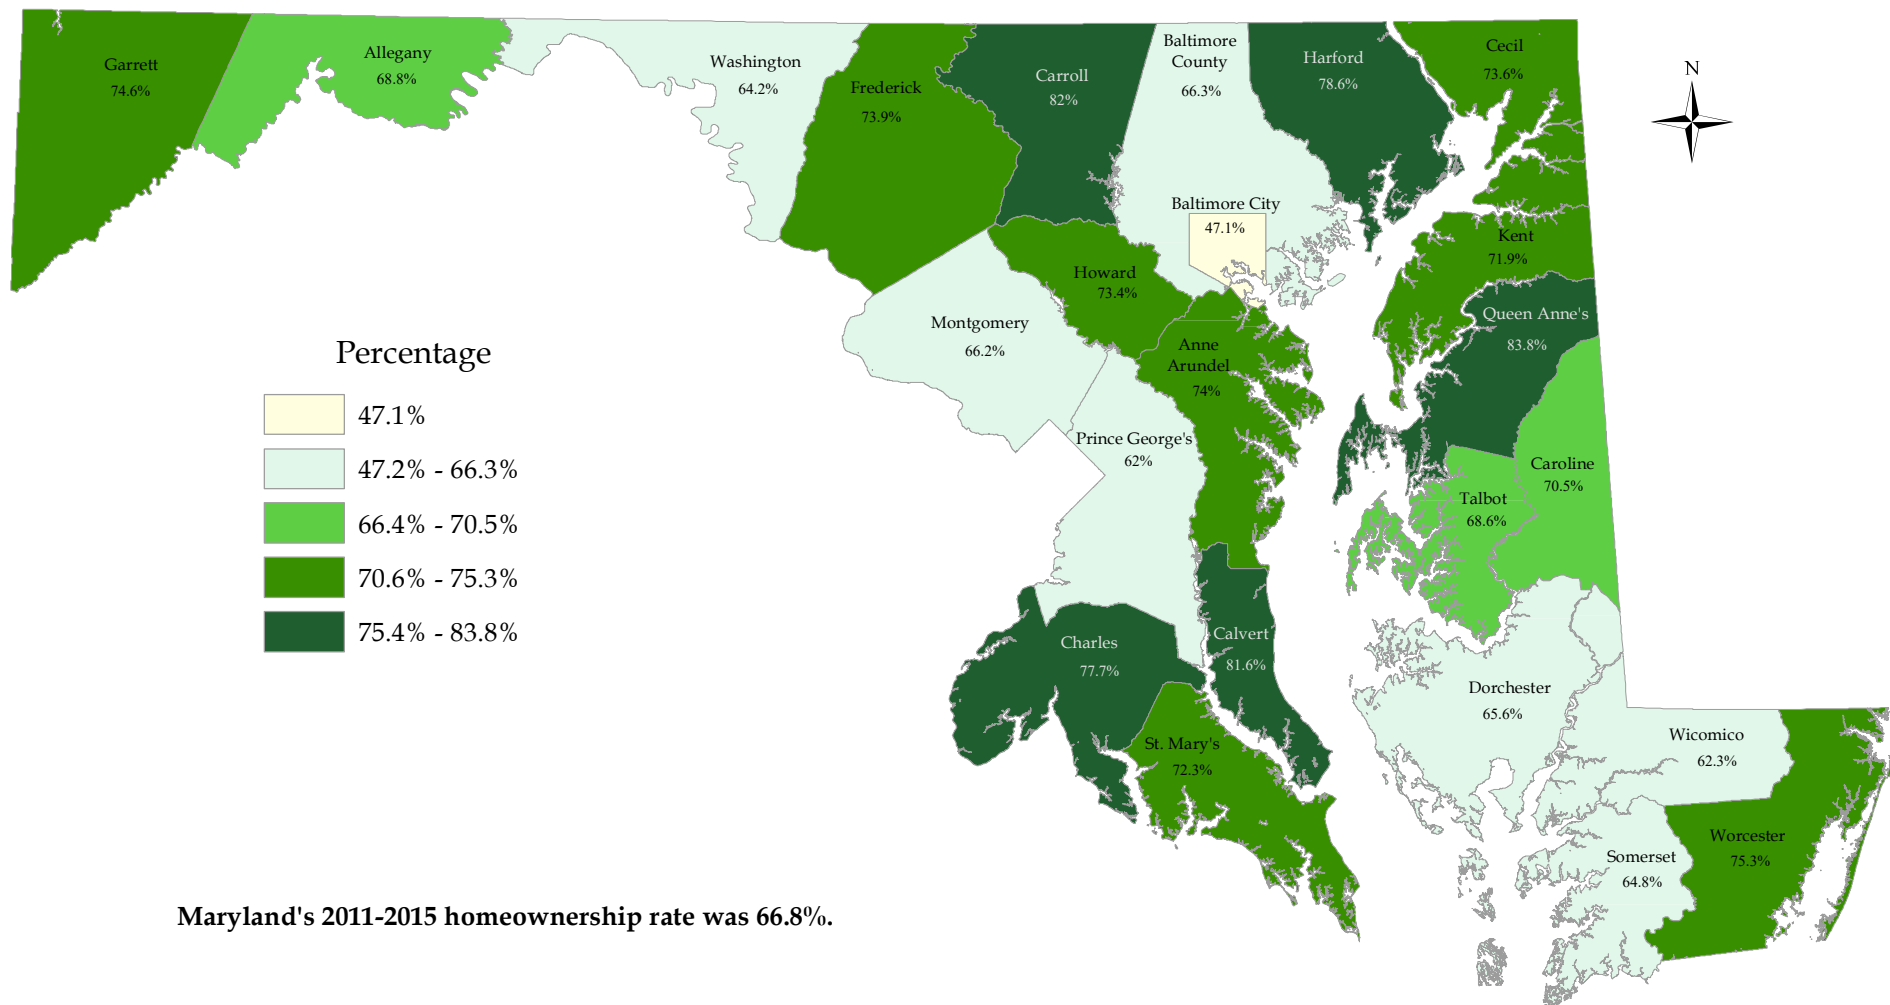 Garrett
74.6%
Allegany
68.8%
Washington
64.2%
Frederick
73.9%
Carroll
82%
Baltimore
County
66.3%
Harford
78.6%
Cecil
73.6%
N
Baltimore City
47.1%
Kent
71.9%
Howard
73.4%
Queen Anne's
83.8%
Montgomery
66.2%
Anne
Arundel
74%
Prince George's
62%
Caroline
70.5%
Talbot
68.6%
Charles
77.7%
Calvert
81.6%
Dorchester
65.6%
St. Mary's
72.3%
Wicomico
62.3%
Worcester
75.3%
Somerset
64.8%
Percentage
47.1%
47.2% - 66.3%
66.4% - 70.5%
70.6% - 75.3%
75.4% - 83.8%
Maryland's 2011-2015 homeownership rate was 66.8%.